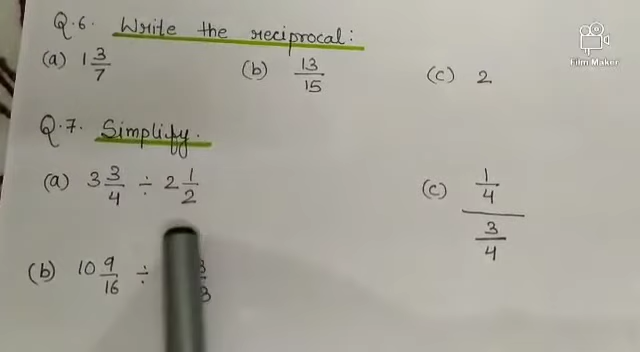 Q.6. Write the reciprocal:
(a) 1 3/7 (b) 13/15 (c) 2
Q.7. Simplify.
(a) 3 3/4 ÷ 2 1/2 (c) 1/4 / 3/4
(b) 10 9/16 ÷
Film Maker